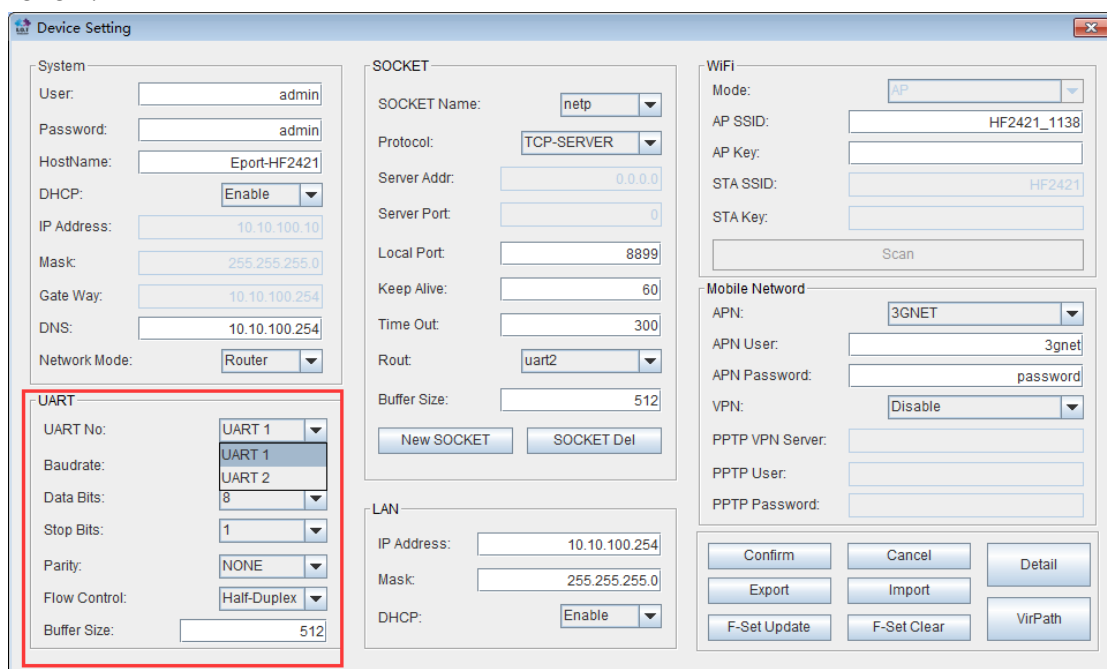 Device Setting
System
User: admin
Password: admin
HostName: Eport-HF2421
DHCP: Enable
IP Address: 10.10.100.10
Mask: 255.255.255.0
Gate Way: 10.10.100.254
DNS: 10.10.100.254
Network Mode: Router
UART
UART No: UART 1
UART 1
Baudrate:
UART 2
Data Bits: 8
Stop Bits: 1
Parity: NONE
Flow Control: Half-Duplex
Buffer Size: 512
SOCKET
SOCKET Name: netp
Protocol: TCP-SERVER
Server Addr: 0.0.0.0
Server Port: 0
Local Port: 8899
Keep Alive: 60
Time Out: 300
Rout: uart2
Buffer Size: 512
New SOCKET SOCKET Del
LAN
IP Address: 10.10.100.254
Mask: 255.255.255.0
DHCP: Enable
WiFi
Mode: AP
AP SSID: HF2421_1138
AP Key:
STA SSID: HF2421
STA Key:
Scan
Mobile Netword
APN: 3GNET
APN User: 3gnet
APN Password: password
VPN: Disable
PPTP VPN Server:
PPTP User:
PPTP Password:
Confirm Cancel Detail
Export Import
F-Set Update F-Set Clear VirPath